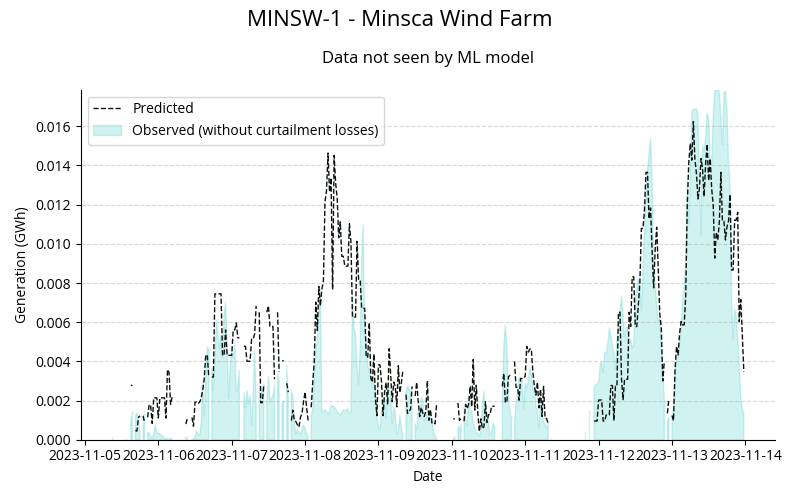 MINSW-1 - Minsca Wind Farm
Data not seen by ML model
Predicted
Observed (without curtailment losses)
Generation (GWh)
0.016
0.014
0.012
0.010
0.008
0.006
0.004
0.002
0.000
2023-11-05 2023-11-06 2023-11-07 2023-11-08 2023-11-09 2023-11-10 2023-11-11 2023-11-12 2023-11-13 2023-11-14
Date